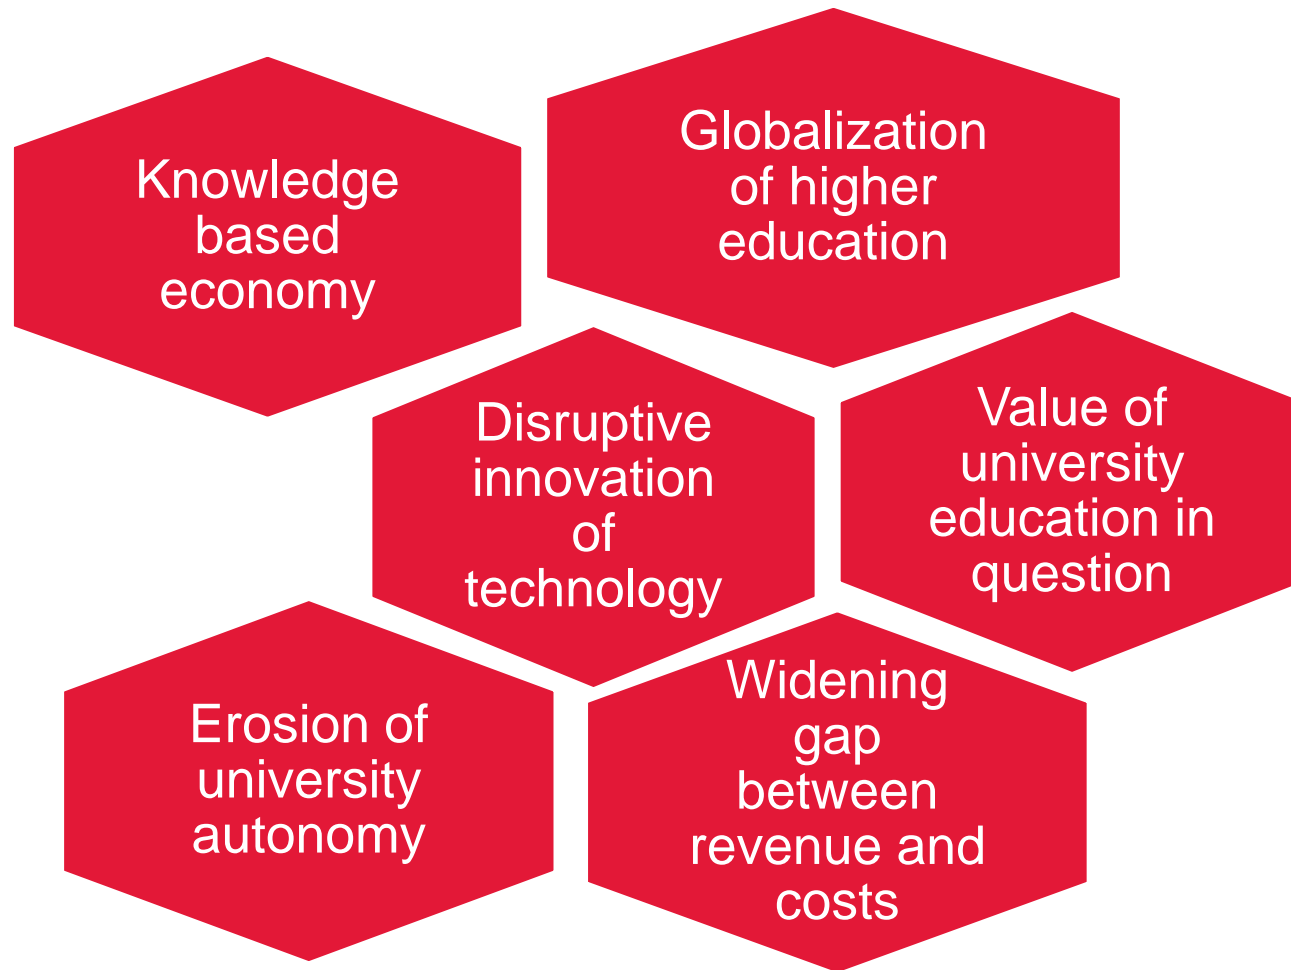 Knowledge
based
economy
Globalization
of higher
education
Disruptive
innovation
of
technology
Value of
university
education in
question
Erosion of
university
autonomy
Widening
gap
between
revenue and
costs